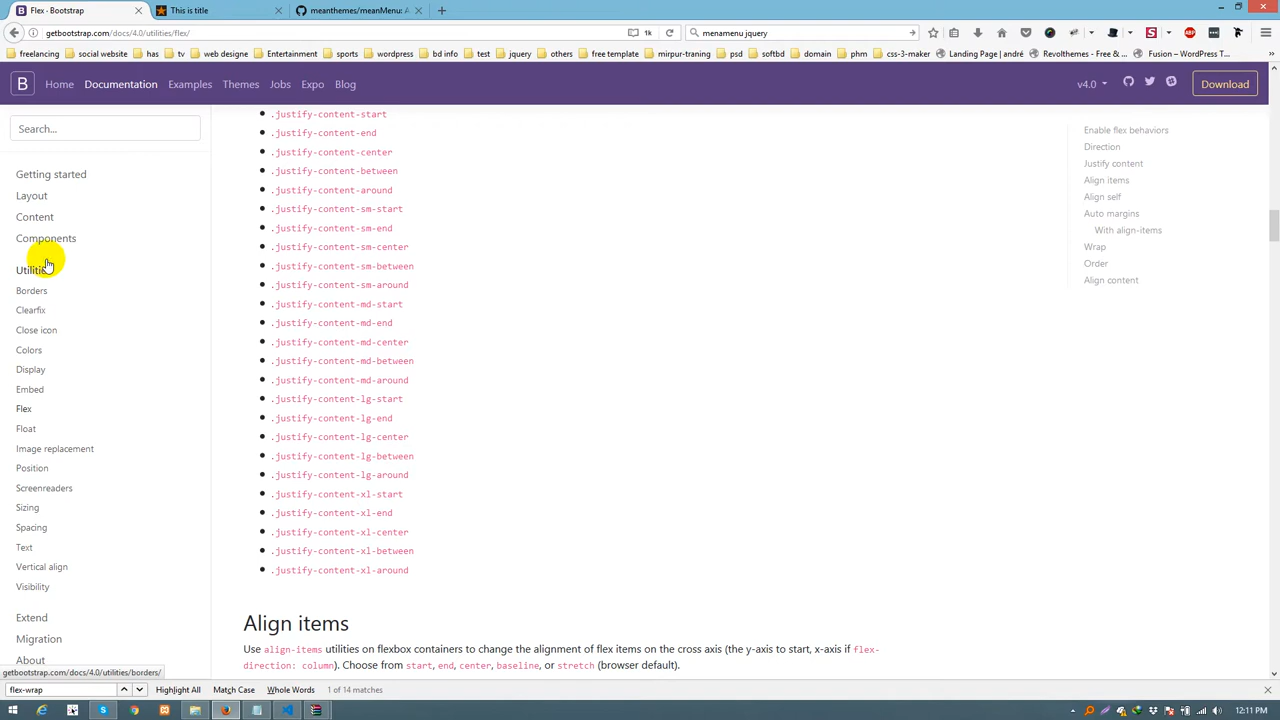 B Flex - Bootstrap × This is title × meanthemes/meanMenu: A × +
getbootstrap.com/docs/4.0/utilities/flex/ 1k menamenu jquery
freelancing social website has tv web designe Entertainment sports wordpress bd info test jquery others free template mirpur-traning psd softbd domain phm css-3-maker Landing Page | andré Revolthemes - Free & ... Fusion – WordPress T...
B Home Documentation Examples Themes Jobs Expo Blog v4.0 Download
Search...
Getting started
Layout
Content
Components
Utilities
Borders
Clearfix
Close icon
Colors
Display
Embed
Flex
Float
Image replacement
Position
Screenreaders
Sizing
Spacing
Text
Vertical align
Visibility
Extend
Migration
About
.justify-content-start
.justify-content-end
.justify-content-center
.justify-content-between
.justify-content-around
.justify-content-sm-start
.justify-content-sm-end
.justify-content-sm-center
.justify-content-sm-between
.justify-content-sm-around
.justify-content-md-start
.justify-content-md-end
.justify-content-md-center
.justify-content-md-between
.justify-content-md-around
.justify-content-lg-start
.justify-content-lg-end
.justify-content-lg-center
.justify-content-lg-between
.justify-content-lg-around
.justify-content-xl-start
.justify-content-xl-end
.justify-content-xl-center
.justify-content-xl-between
.justify-content-xl-around
Align items
Use align-items utilities on flexbox containers to change the alignment of flex items on the cross axis (the y-axis to start, x-axis if flex-
direction: column). Choose from start, end, center, baseline, or stretch (browser default).
Enable flex behaviors
Direction
Justify content
Align items
Align self
Auto margins
With align-items
Wrap
Order
Align content
getbootstrap.com/docs/4.0/utilities/borders/
flex-wrap Highlight All Match Case Whole Words 1 of 14 matches
12:11 PM